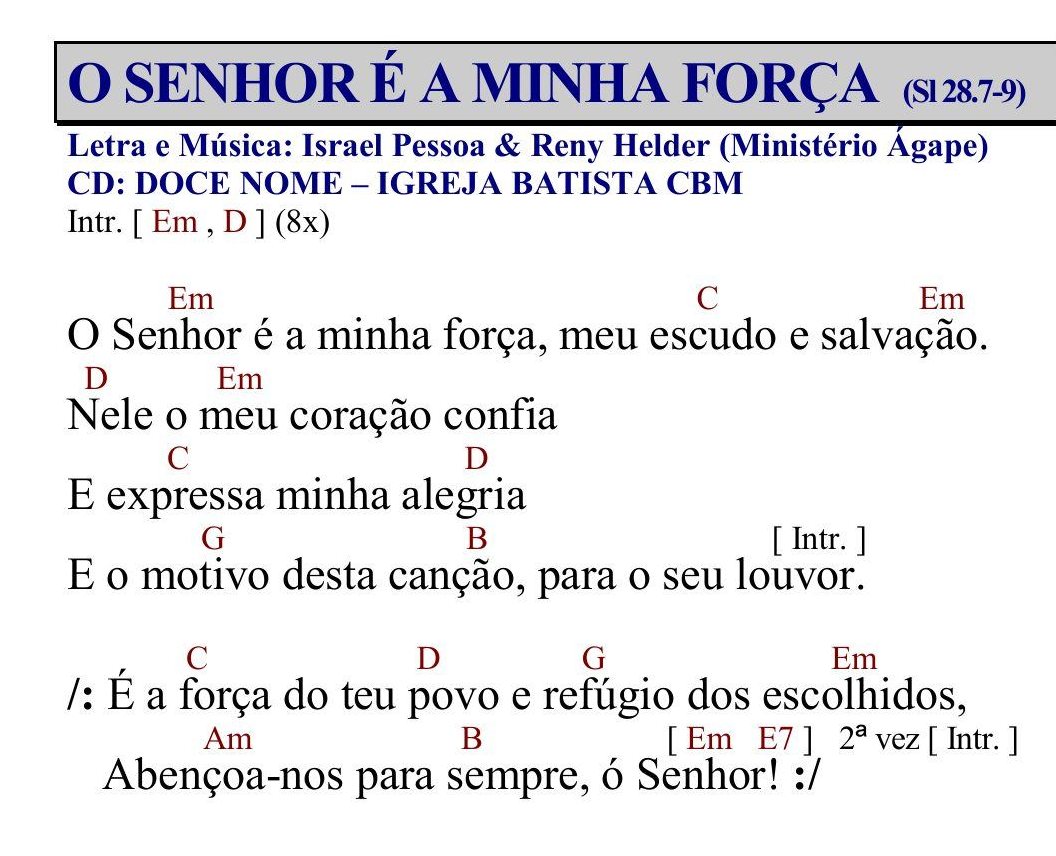 O SENHOR É A MINHA FORÇA (Sl 28.7-9)
Letra e Música: Israel Pessoa & Reny Helder (Ministério Ágape)
CD: DOCE NOME – IGREJA BATISTA CBM
Intr. [ Em , D ] (8x)
Em C Em
O Senhor é a minha força, meu escudo e salvação.
D Em
Nele o meu coração confia
C D
E expressa minha alegria
G B [ Intr. ]
E o motivo desta canção, para o seu louvor.
C D G Em
/: É a força do teu povo e refúgio dos escolhidos,
Am B [ Em E7 ] 2ª vez [ Intr. ]
Abençoa-nos para sempre, ó Senhor! :/